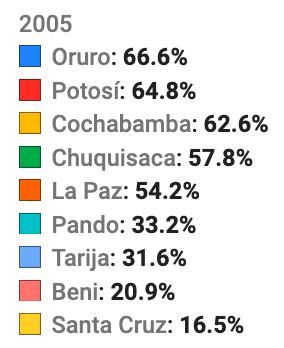 2005
Oruro: 66.6%
Potosí: 64.8%
Cochabamba: 62.6%
Chuquisaca: 57.8%
La Paz: 54.2%
Pando: 33.2%
Tarija: 31.6%
Beni: 20.9%
Santa Cruz: 16.5%